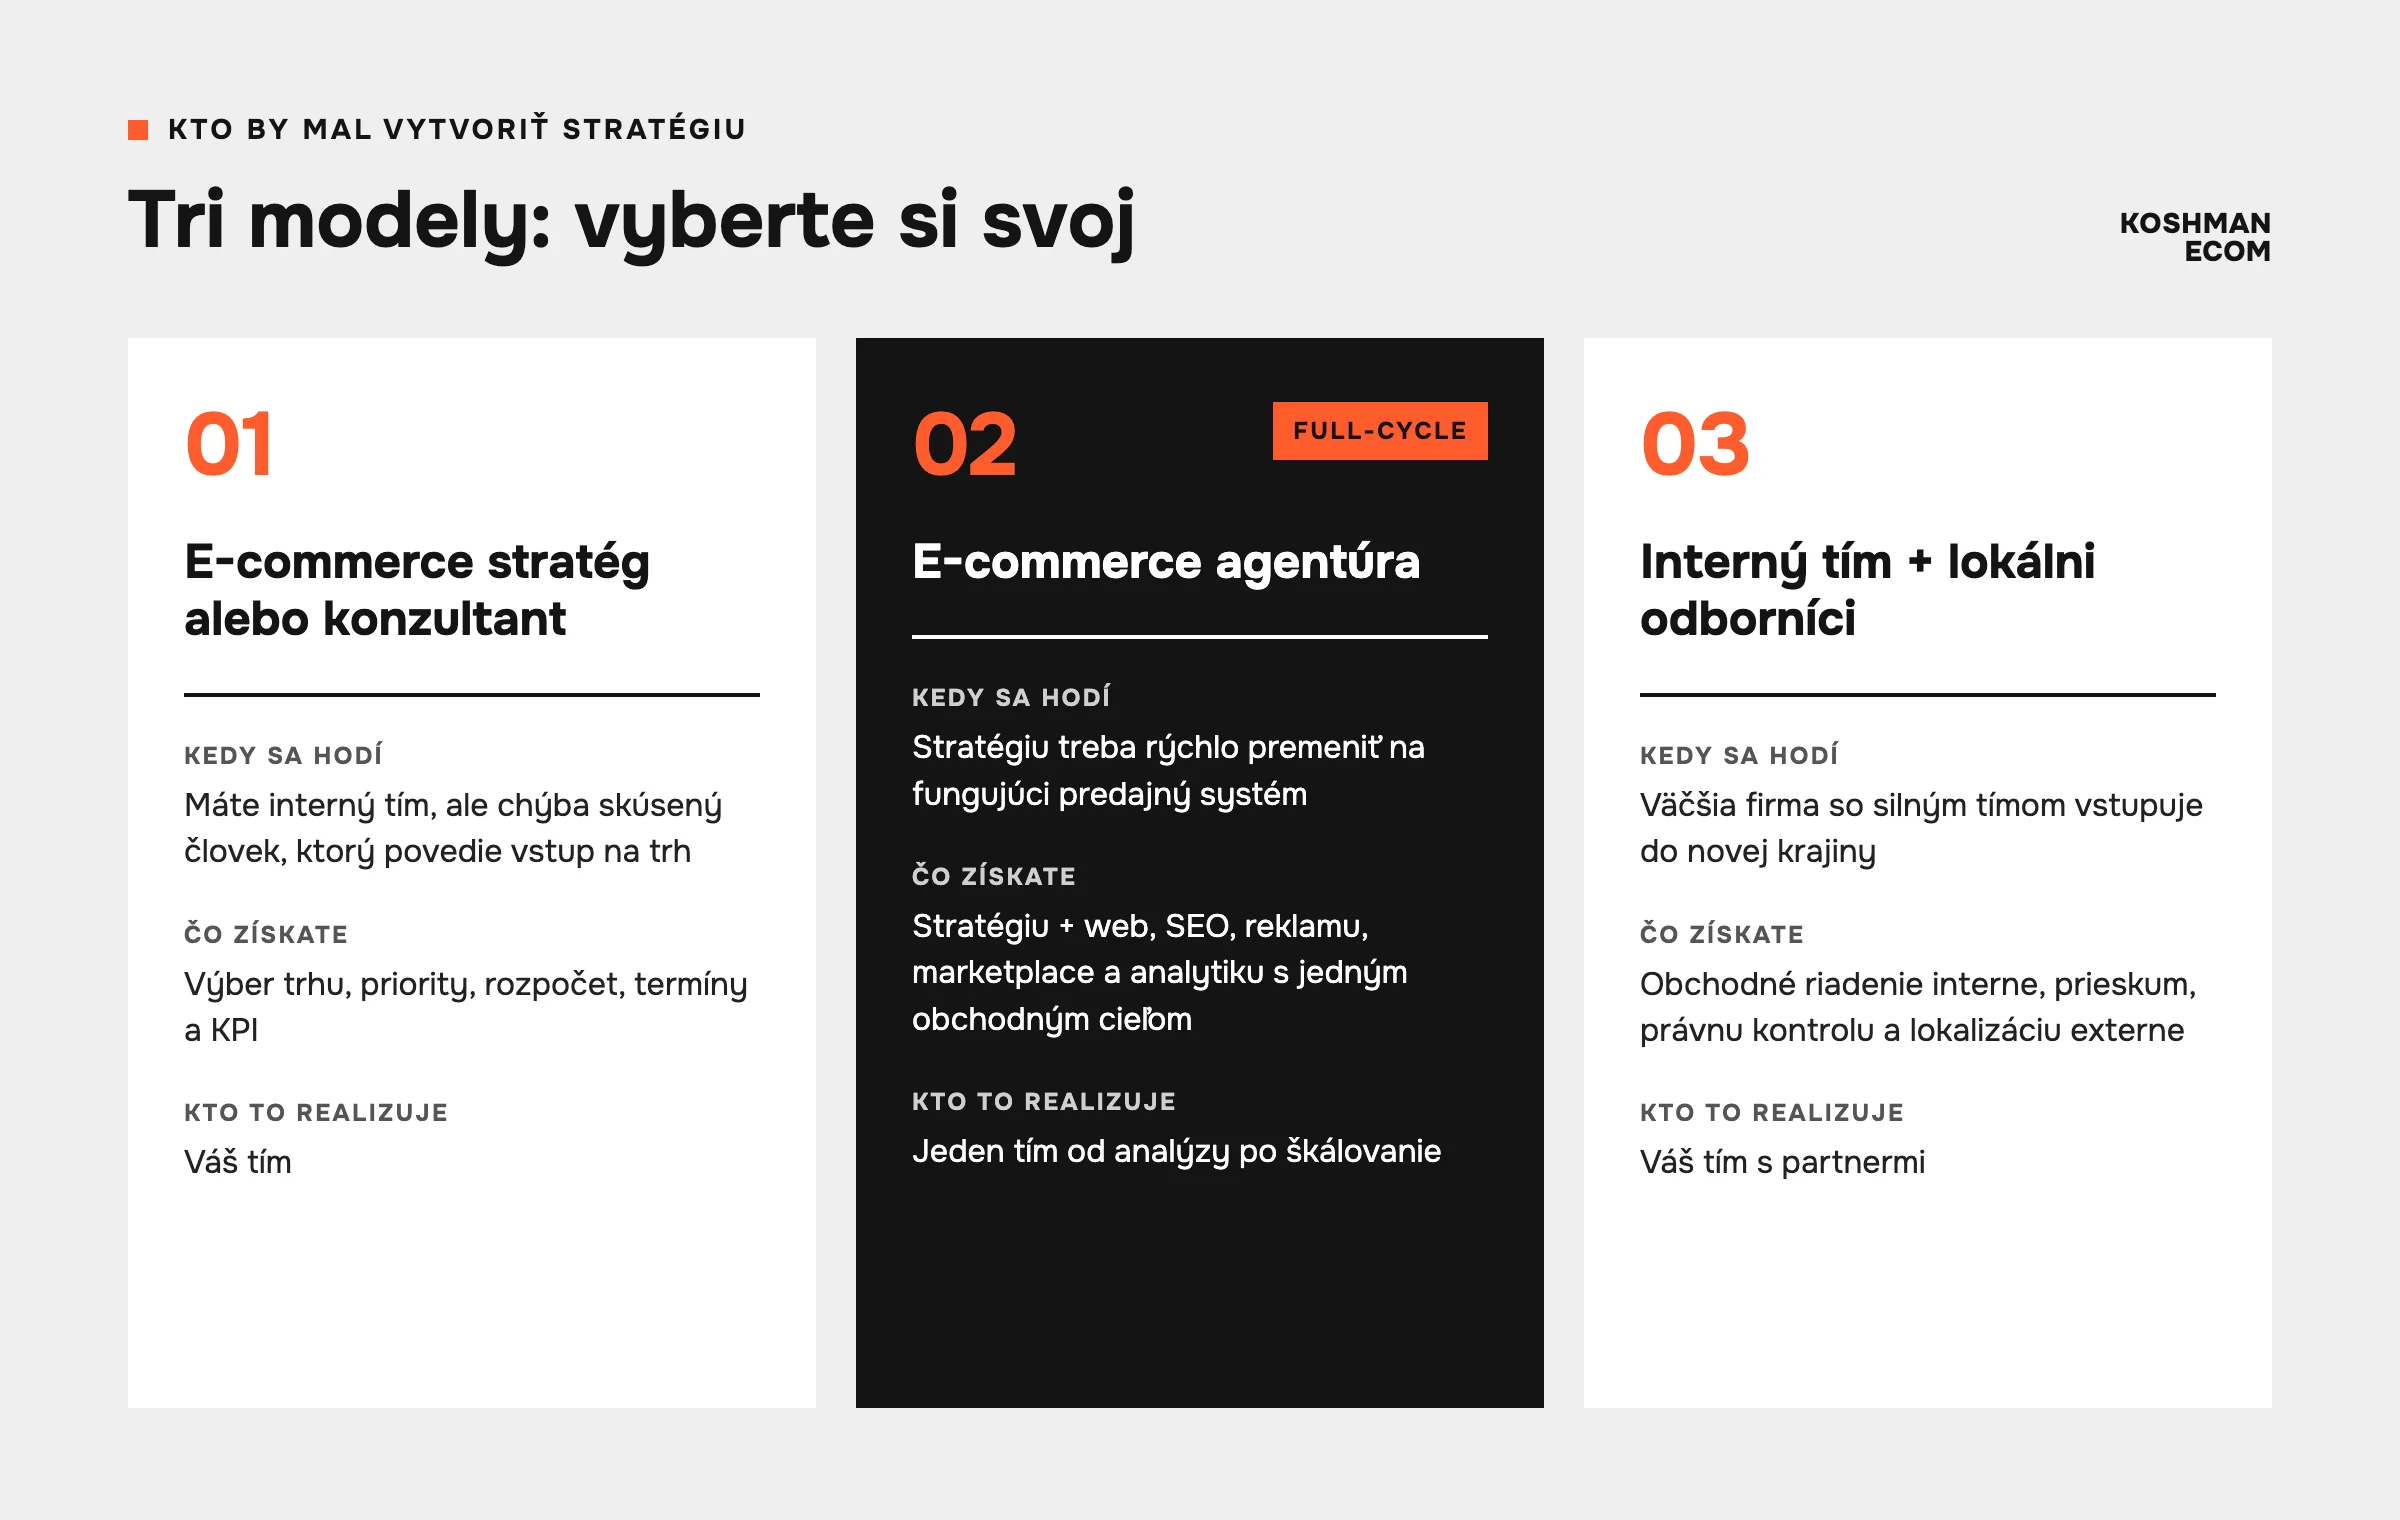 KTO BY MAL VYTVORIŤ STRATÉGIU
Tri modely: vyberte si svoj
KOSHMAN
ECOM
01
E-commerce stratég
alebo konzultant
KEDY SA HODÍ
Máte interný tím, ale chýba skúsený
človek, ktorý povedie vstup na trh
ČO ZÍSKATE
Výber trhu, priority, rozpočet, termíny
a KPI
KTO TO REALIZUJE
Váš tím
02
FULL-CYCLE
E-commerce agentúra
KEDY SA HODÍ
Stratégiu treba rýchlo premeniť na
fungujúci predajný systém
ČO ZÍSKATE
Stratégiu + web, SEO, reklamu,
marketplace a analytiku s jedným
obchodným cieľom
KTO TO REALIZUJE
Jeden tím od analýzy po škálovanie
03
Interný tím + lokálni
odborníci
KEDY SA HODÍ
Väčšia firma so silným tímom vstupuje
do novej krajiny
ČO ZÍSKATE
Obchodné riadenie interne, prieskum,
právnu kontrolu a lokalizáciu externe
KTO TO REALIZUJE
Váš tím s partnermi